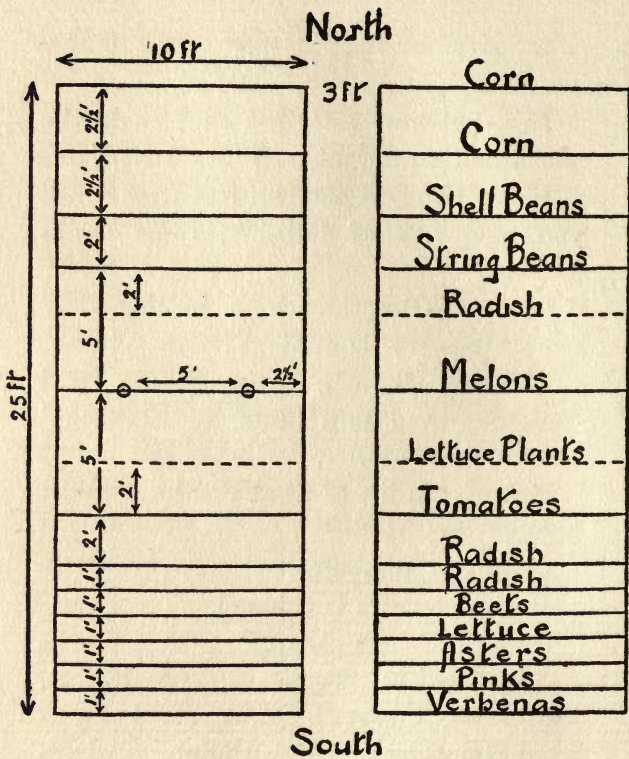 North
10 ft
3 ft
25 ft
2½'
2½'
2'
2'
5'
5'
2½'
5'
2'
2'
1'
1'
1'
1'
1'
1'
Corn
Corn
Shell Beans
String Beans
Radish
Melons
Lettuce Plants
Tomatoes
Radish
Radish
Beets
Lettuce
Asters
Pinks
Verbenas
South